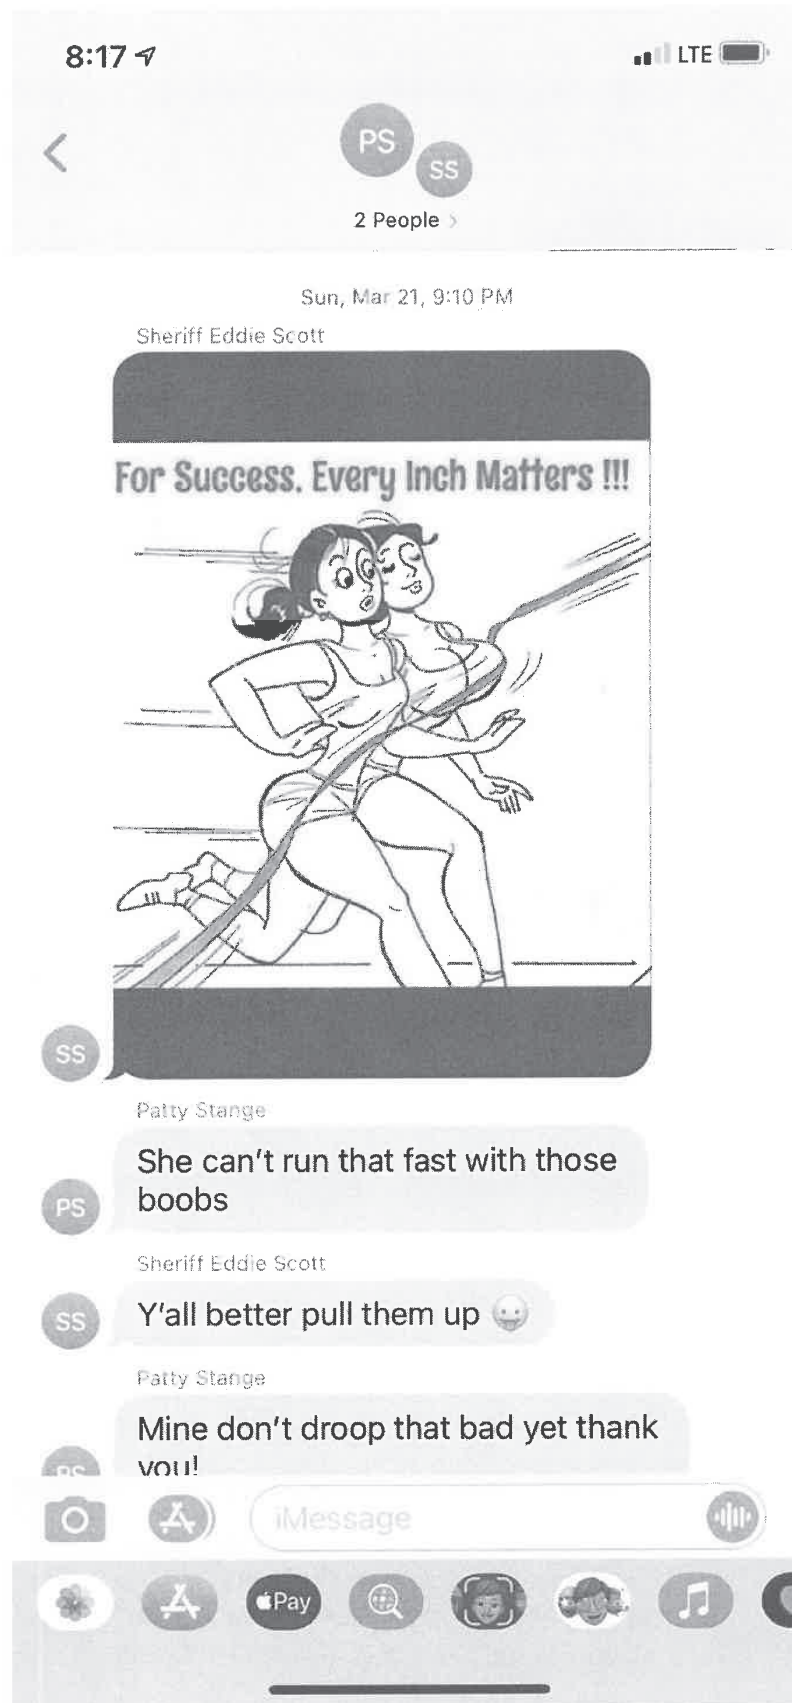 8:17
LTE
PS
SS
2 People
Sun, Mar 21, 9:10 PM
Sheriff Eddie Scott
For Success. Every Inch Matters !!!
SS
Patty Stange
She can't run that fast with those
boobs
PS
Sheriff Eddie Scott
Y'all better pull them up 😀
SS
Patty Stange
Mine don't droop that bad yet thank
you!
PS
iMessage
Pay